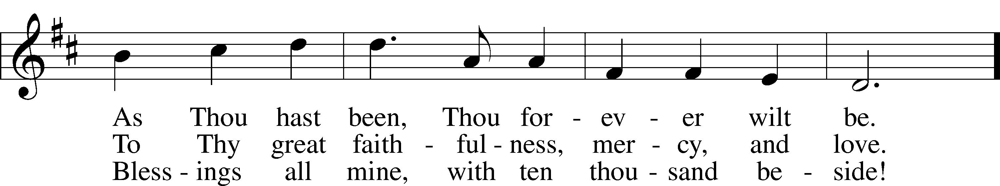 As Thou hast been, Thou for - ev - er wilt be.
To Thy great faith - ful - ness, mer - cy, and love.
Bless - ings all mine, with ten thou - sand be - side!